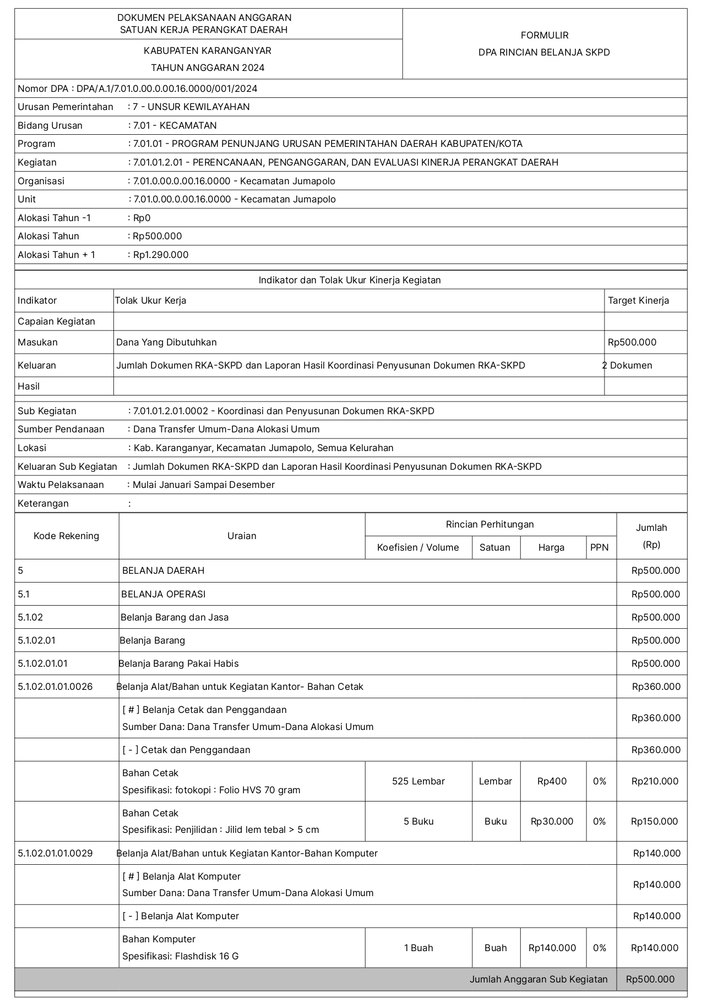 DOKUMEN PELAKSANAAN ANGGARAN
SATUAN KERJA PERANGKAT DAERAH
KABUPATEN KARANGANYAR
TAHUN ANGGARAN 2024
FORMULIR
DPA RINCIAN BELANJA SKPD
Nomor DPA : DPA/A.1/7.01.0.00.0.00.16.0000/001/2024
Urusan Pemerintahan : 7 - UNSUR KEWILAYAHAN
Bidang Urusan : 7.01 - KECAMATAN
Program : 7.01.01 - PROGRAM PENUNJANG URUSAN PEMERINTAHAN DAERAH KABUPATEN/KOTA
Kegiatan : 7.01.01.2.01 - PERENCANAAN, PENGANGGARAN, DAN EVALUASI KINERJA PERANGKAT DAERAH
Organisasi : 7.01.0.00.0.00.16.0000 - Kecamatan Jumapolo
Unit : 7.01.0.00.0.00.16.0000 - Kecamatan Jumapolo
Alokasi Tahun -1 : Rp0
Alokasi Tahun : Rp500.000
Alokasi Tahun + 1 : Rp1.290.000
Indikator dan Tolak Ukur Kinerja Kegiatan
Indikator Tolak Ukur Kerja Target Kinerja
Capaian Kegiatan
Masukan Dana Yang Dibutuhkan Rp500.000
Keluaran Jumlah Dokumen RKA-SKPD dan Laporan Hasil Koordinasi Penyusunan Dokumen RKA-SKPD 2 Dokumen
Hasil
Sub Kegiatan : 7.01.01.2.01.0002 - Koordinasi dan Penyusunan Dokumen RKA-SKPD
Sumber Pendanaan : Dana Transfer Umum-Dana Alokasi Umum
Lokasi : Kab. Karanganyar, Kecamatan Jumapolo, Semua Kelurahan
Keluaran Sub Kegiatan : Jumlah Dokumen RKA-SKPD dan Laporan Hasil Koordinasi Penyusunan Dokumen RKA-SKPD
Waktu Pelaksanaan : Mulai Januari Sampai Desember
Keterangan :
Kode Rekening Uraian Rincian Perhitungan Jumlah
(Rp)
Koefisien / Volume Satuan Harga PPN
5 BELANJA DAERAH Rp500.000
5.1 BELANJA OPERASI Rp500.000
5.1.02 Belanja Barang dan Jasa Rp500.000
5.1.02.01 Belanja Barang Rp500.000
5.1.02.01.01 Belanja Barang Pakai Habis Rp500.000
5.1.02.01.01.0026 Belanja Alat/Bahan untuk Kegiatan Kantor- Bahan Cetak Rp360.000
[ # ] Belanja Cetak dan Penggandaan
Sumber Dana: Dana Transfer Umum-Dana Alokasi Umum Rp360.000
[ - ] Cetak dan Penggandaan Rp360.000
Bahan Cetak
Spesifikasi: fotokopi : Folio HVS 70 gram 525 Lembar Lembar Rp400 0% Rp210.000
Bahan Cetak
Spesifikasi: Penjilidan : Jilid lem tebal > 5 cm 5 Buku Buku Rp30.000 0% Rp150.000
5.1.02.01.01.0029 Belanja Alat/Bahan untuk Kegiatan Kantor-Bahan Komputer Rp140.000
[ # ] Belanja Alat Komputer
Sumber Dana: Dana Transfer Umum-Dana Alokasi Umum Rp140.000
[ - ] Belanja Alat Komputer Rp140.000
Bahan Komputer
Spesifikasi: Flashdisk 16 G 1 Buah Buah Rp140.000 0% Rp140.000
Jumlah Anggaran Sub Kegiatan Rp500.000